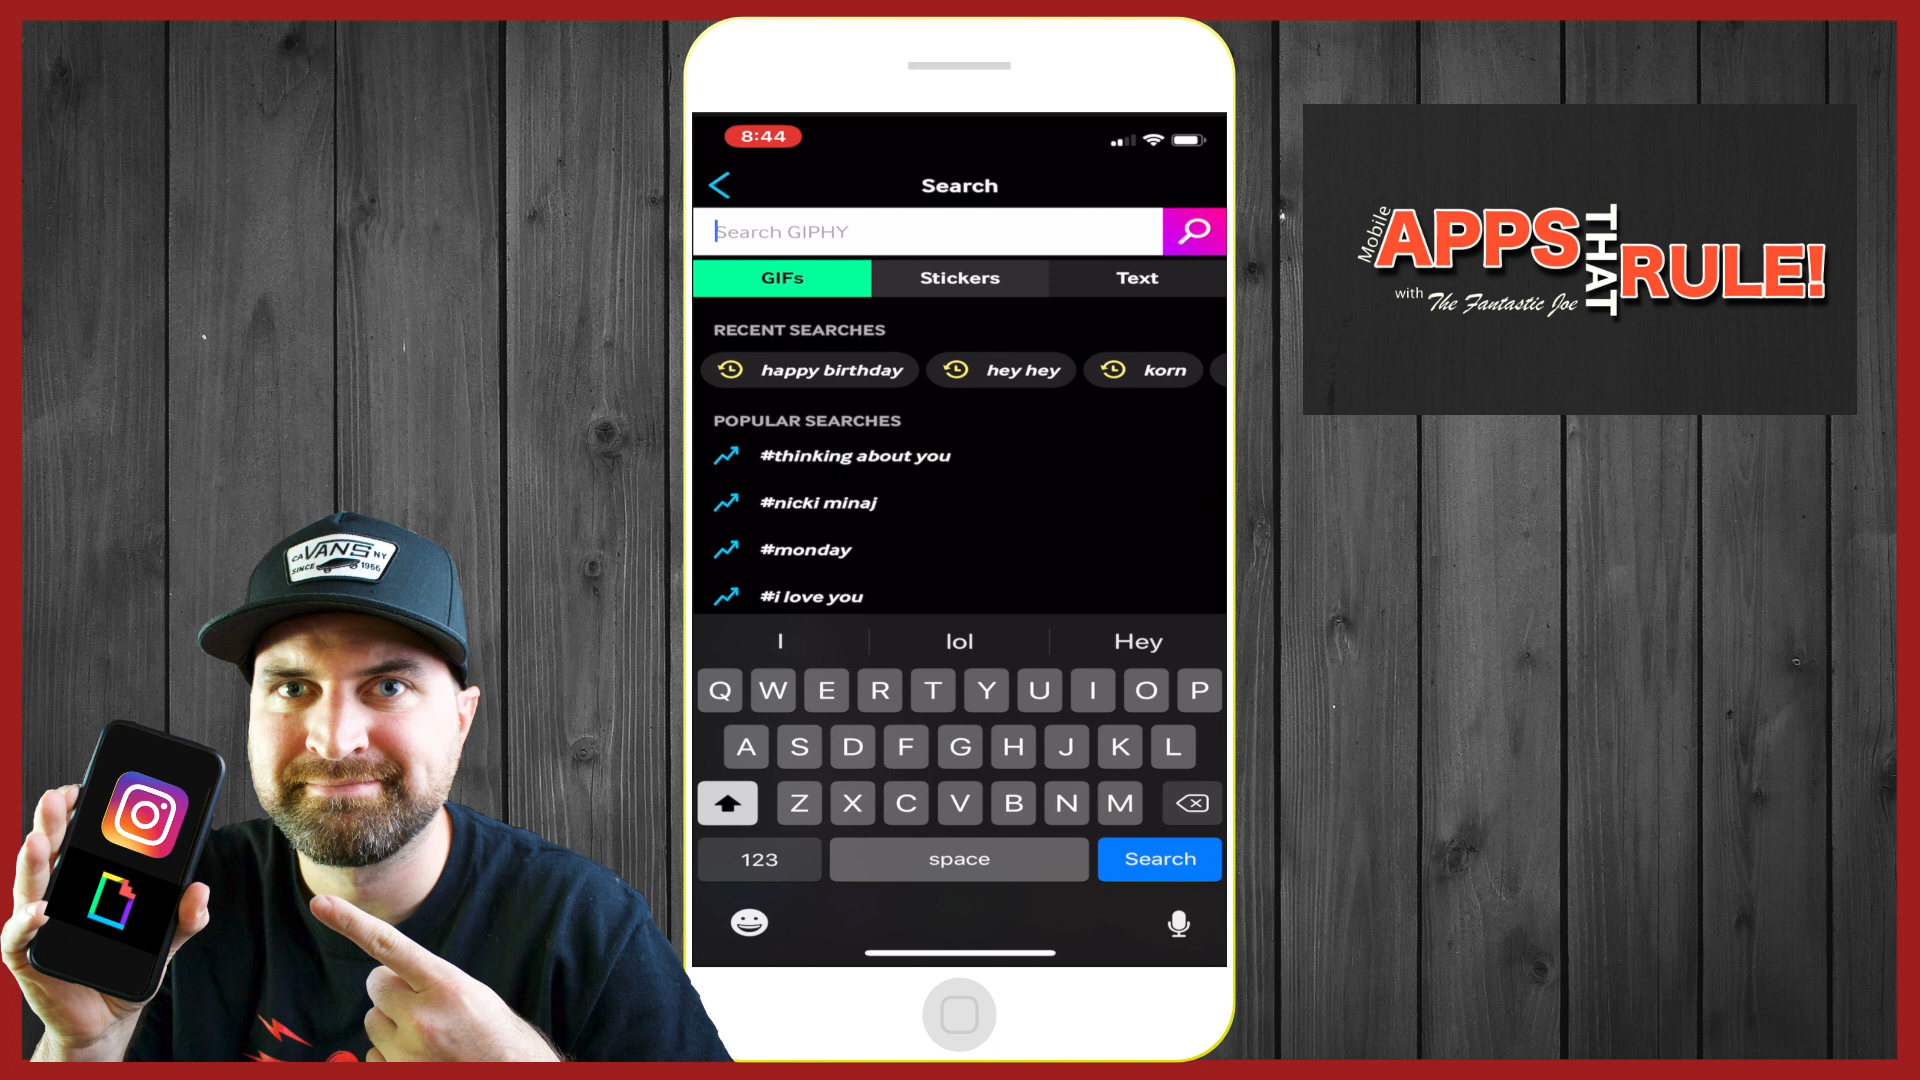 8:44
Search
Search GIPHY
GIFs
Stickers
Text
RECENT SEARCHES
happy birthday
hey hey
korn
POPULAR SEARCHES
#thinking about you
#nicki minaj
#monday
#i love you
I
lol
Hey
Q W E R T Y U I O P
A S D F G H J K L
Z X C V B N M
123
space
Search
Mobile
APPS
THAT
RULE!
with The Fantastic Joe
CA VANS NY
SINCE 1966